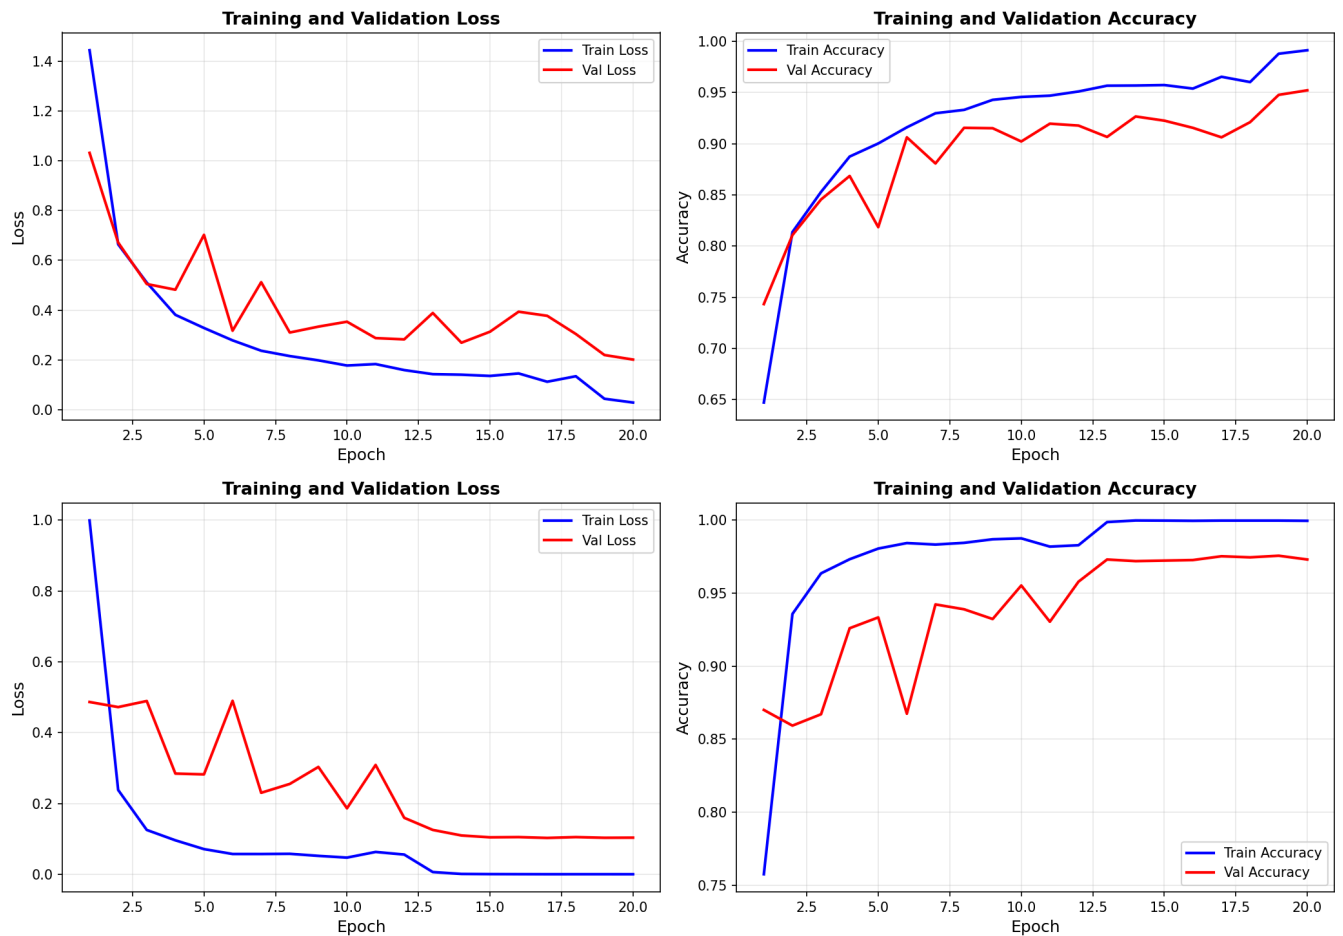 Training and Validation Loss
Train Loss
Val Loss
1.4
1.2
1.0
0.8
0.6
0.4
0.2
0.0
Loss
2.5 5.0 7.5 10.0 12.5 15.0 17.5 20.0
Epoch
Training and Validation Accuracy
Train Accuracy
Val Accuracy
1.00
0.95
0.90
0.85
0.80
0.75
0.70
0.65
Accuracy
2.5 5.0 7.5 10.0 12.5 15.0 17.5 20.0
Epoch
Training and Validation Loss
Train Loss
Val Loss
1.0
0.8
0.6
0.4
0.2
0.0
Loss
2.5 5.0 7.5 10.0 12.5 15.0 17.5 20.0
Epoch
Training and Validation Accuracy
1.00
0.95
0.90
0.85
0.80
0.75
Accuracy
Train Accuracy
Val Accuracy
2.5 5.0 7.5 10.0 12.5 15.0 17.5 20.0
Epoch